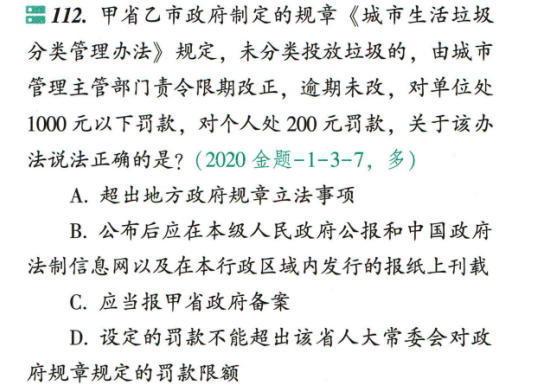 112. 甲省乙市政府制定的规章《城市生活垃圾
分类管理办法》规定，未分类投放垃圾的，由城市
管理主管部门责令限期改正，逾期未改，对单位处
1000 元以下罚款，对个人处 200 元罚款，关于该办
法说法正确的是？（2020 金题-1-3-7，多）
A. 超出地方政府规章立法事项
B. 公布后应在本级人民政府公报和中国政府
法制信息网以及在本行政区域内发行的报纸上刊载
C. 应当报甲省政府备案
D. 设定的罚款不能超出该省人大常委会对政
府规章规定的罚款限额